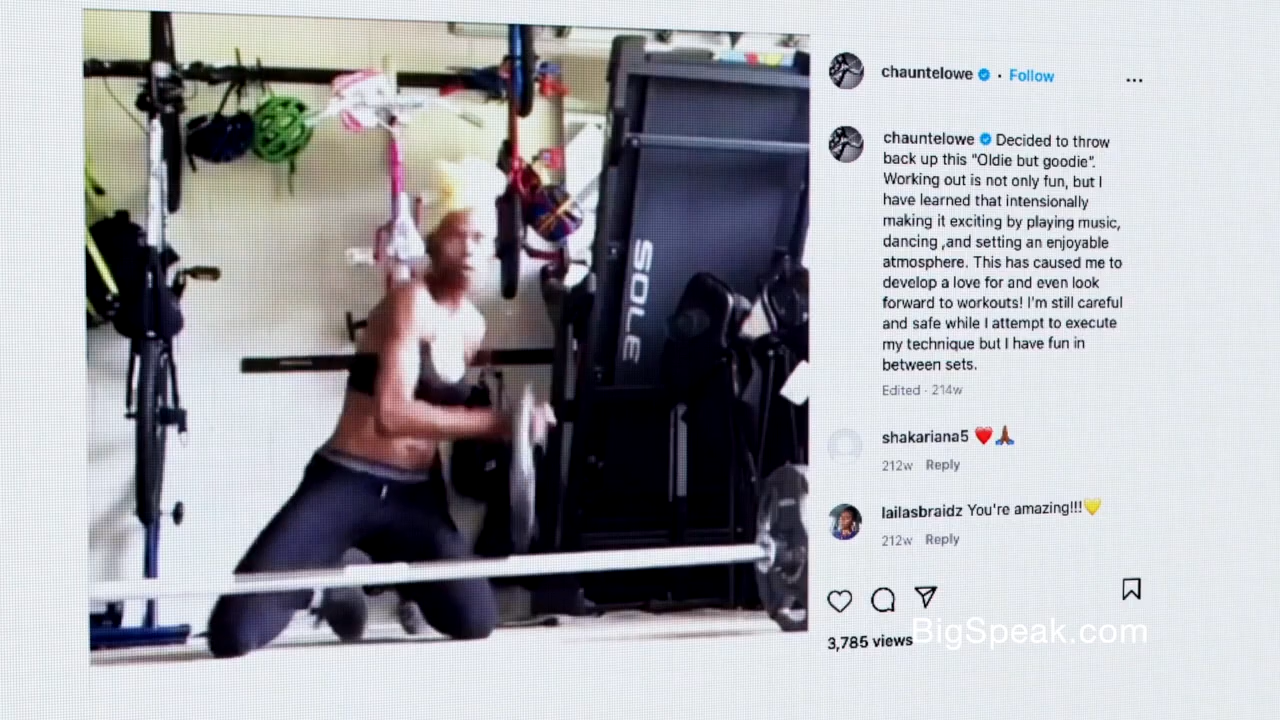 chauntelowe · Follow
chauntelowe Decided to throw
back up this "Oldie but goodie".
Working out is not only fun, but I
have learned that intensionally
making it exciting by playing music,
dancing ,and setting an enjoyable
atmosphere. This has caused me to
develop a love for and even look
forward to workouts! I'm still careful
and safe while I attempt to execute
my technique but I have fun in
between sets.
Edited · 214w
shakariana5 ❤️🙏🏾
212w Reply
lailasbraidz You're amazing!!!💛
212w Reply
3,785 views
BigSpeak.com
SOLE